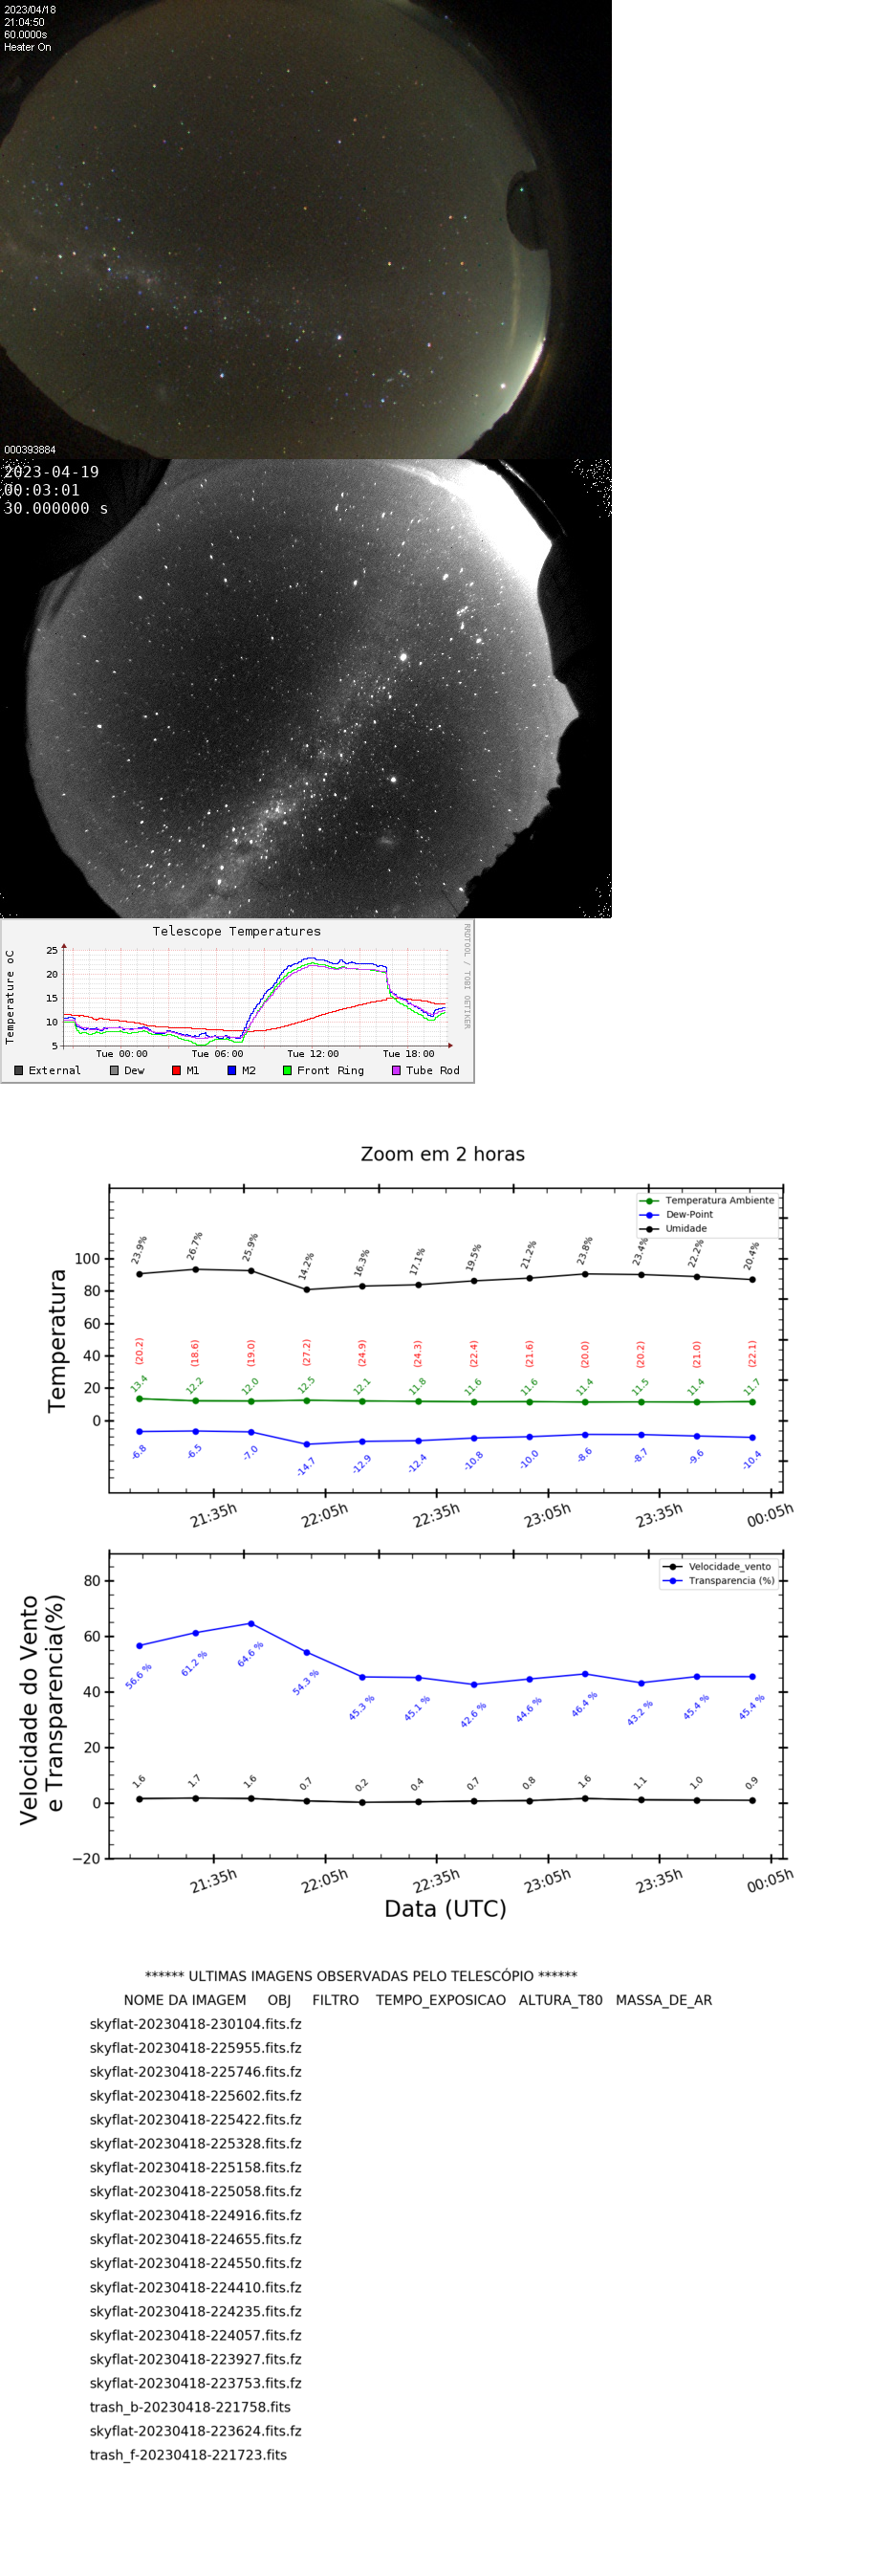 2023/04/18
21:04:50
60.0000s
Heater On
000393884
2023-04-19
00:03:01
30.000000 s
Telescope Temperatures
RRDTOOL / TOBI OETIKER
Temperature oC
25
20
15
10
5
Tue 00:00 Tue 06:00 Tue 12:00 Tue 18:00
External Dew M1 M2 Front Ring Tube Rod
Zoom em 2 horas
Temperatura Ambiente
Dew-Point
Umidade
Temperatura
100
80
60
40
20
0
23.9% 26.7% 25.9% 14.2% 16.3% 17.1% 19.5% 21.2% 23.8% 23.4% 22.2% 20.4%
(20.2) (18.6) (19.0) (27.2) (24.9) (24.3) (22.4) (21.6) (20.0) (20.2) (21.0) (22.1)
13.4 12.2 12.0 12.5 12.1 11.8 11.6 11.6 11.4 11.5 11.4 11.7
-6.8 -6.5 -7.0 -14.7 -12.9 -12.4 -10.8 -10.0 -8.6 -8.7 -9.6 -10.4
21:35h 22:05h 22:35h 23:05h 23:35h 00:05h
Velocidade_vento
Transparencia (%)
Velocidade do Vento
e Transparencia(%)
80
60
40
20
0
−20
56.6 % 61.2 % 64.6 % 54.3 % 45.3 % 45.1 % 42.6 % 44.6 % 46.4 % 43.2 % 45.4 % 45.4 %
1.6 1.7 1.6 0.7 0.2 0.4 0.7 0.8 1.6 1.1 1.0 0.9
21:35h 22:05h 22:35h 23:05h 23:35h 00:05h
Data (UTC)
****** ULTIMAS IMAGENS OBSERVADAS PELO TELESCÓPIO ******
NOME DA IMAGEM OBJ FILTRO TEMPO_EXPOSICAO ALTURA_T80 MASSA_DE_AR
skyflat-20230418-230104.fits.fz
skyflat-20230418-225955.fits.fz
skyflat-20230418-225746.fits.fz
skyflat-20230418-225602.fits.fz
skyflat-20230418-225422.fits.fz
skyflat-20230418-225328.fits.fz
skyflat-20230418-225158.fits.fz
skyflat-20230418-225058.fits.fz
skyflat-20230418-224916.fits.fz
skyflat-20230418-224655.fits.fz
skyflat-20230418-224550.fits.fz
skyflat-20230418-224410.fits.fz
skyflat-20230418-224235.fits.fz
skyflat-20230418-224057.fits.fz
skyflat-20230418-223927.fits.fz
skyflat-20230418-223753.fits.fz
trash_b-20230418-221758.fits
skyflat-20230418-223624.fits.fz
trash_f-20230418-221723.fits